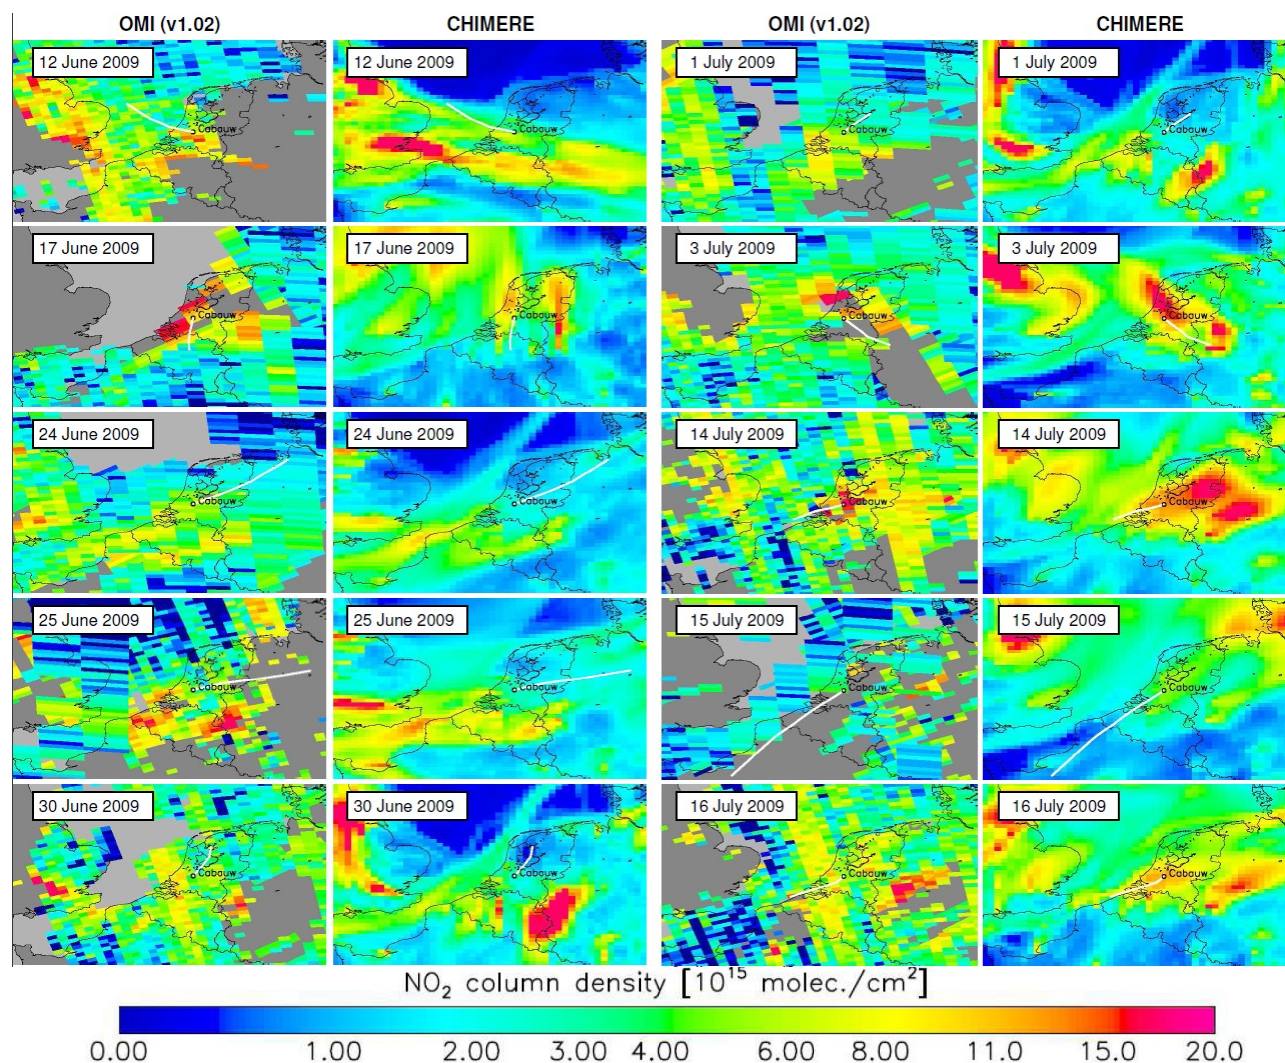 OMI (v1.02) CHIMERE OMI (v1.02) CHIMERE
12 June 2009 12 June 2009 1 July 2009 1 July 2009
Cabauw Cabauw Cabauw Cabauw
17 June 2009 17 June 2009 3 July 2009 3 July 2009
Cabauw Cabauw Cabauw Cabauw
24 June 2009 24 June 2009 14 July 2009 14 July 2009
Cabauw Cabauw Cabauw Cabauw
25 June 2009 25 June 2009 15 July 2009 15 July 2009
Cabauw Cabauw Cabauw Cabauw
30 June 2009 30 June 2009 16 July 2009 16 July 2009
Cabauw Cabauw Cabauw Cabauw
NO₂ column density [10¹⁵ molec./cm²]
0.00 1.00 2.00 3.00 4.00 6.00 8.00 11.0 15.0 20.0